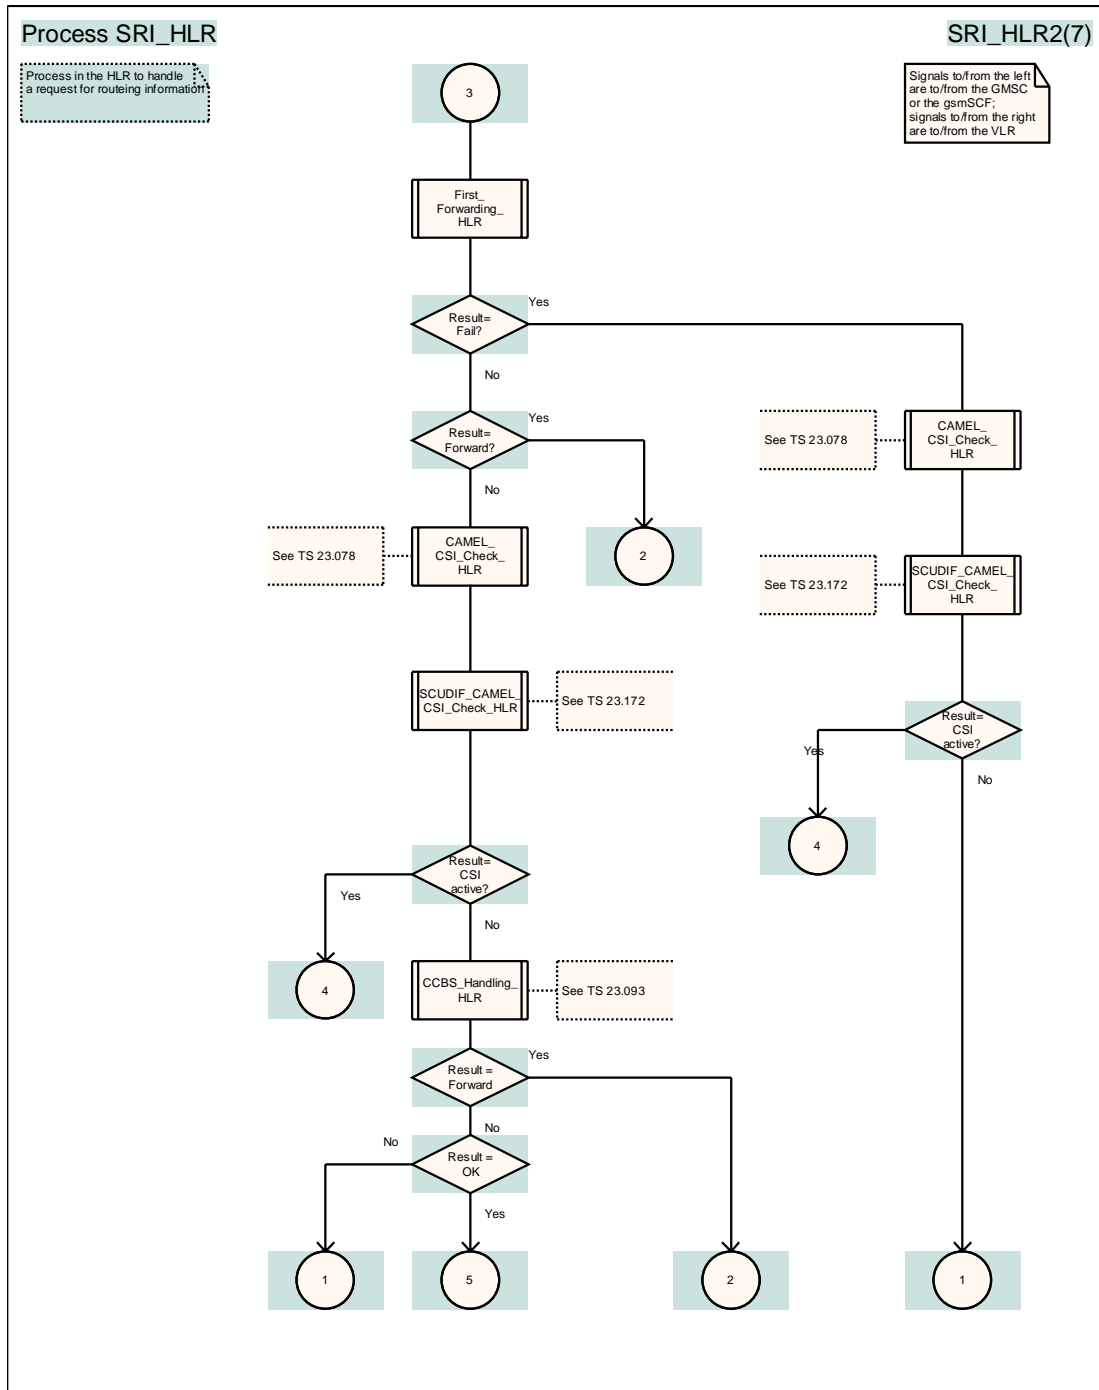 Process SRI_HLR
SRI_HLR2(7)
Process in the HLR to handle
a request for routeing information
Signals to/from the left
are to/from the GMSC
or the gsmSCF;
signals to/from the right
are to/from the VLR
3
First_
Forwarding_
HLR
Result=
Fail?
Yes
No
Result=
Forward?
Yes
No
2
See TS 23.078
CAMEL_
CSI_Check_
HLR
See TS 23.078
CAMEL_
CSI_Check_
HLR
See TS 23.172
SCUDIF_CAMEL_
CSI_Check_
HLR
SCUDIF_CAMEL_
CSI_Check_HLR
See TS 23.172
Result=
CSI
active?
Yes
No
4
Result=
CSI
active?
Yes
No
4
CCBS_Handling_
HLR
See TS 23.093
Result =
Forward
Yes
No
Result =
OK
No
Yes
1
5
2
1